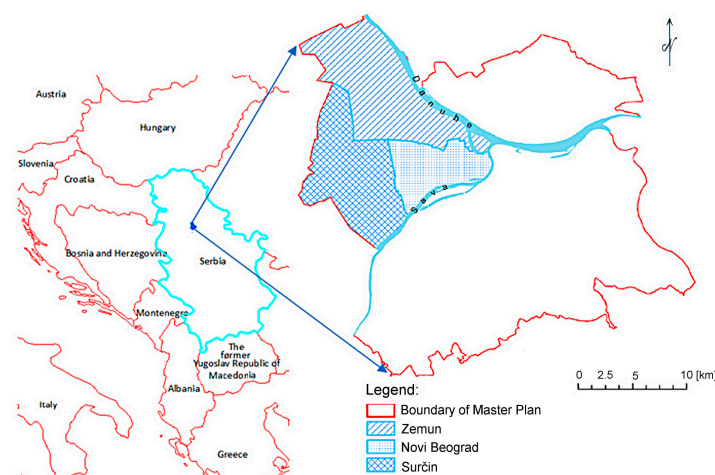 Austria
Hungary
Slovenia
Croatia
Bosnia and Herzegovina
Serbia
Montenegro
The
førmer
Yugoslav Republic of
Macedonia
Albania
Italy
Greece
Danube
Sava
N
0 2.5 5 10 [km]
Legend:
Boundary of Master Plan
Zemun
Novi Beograd
Surčin